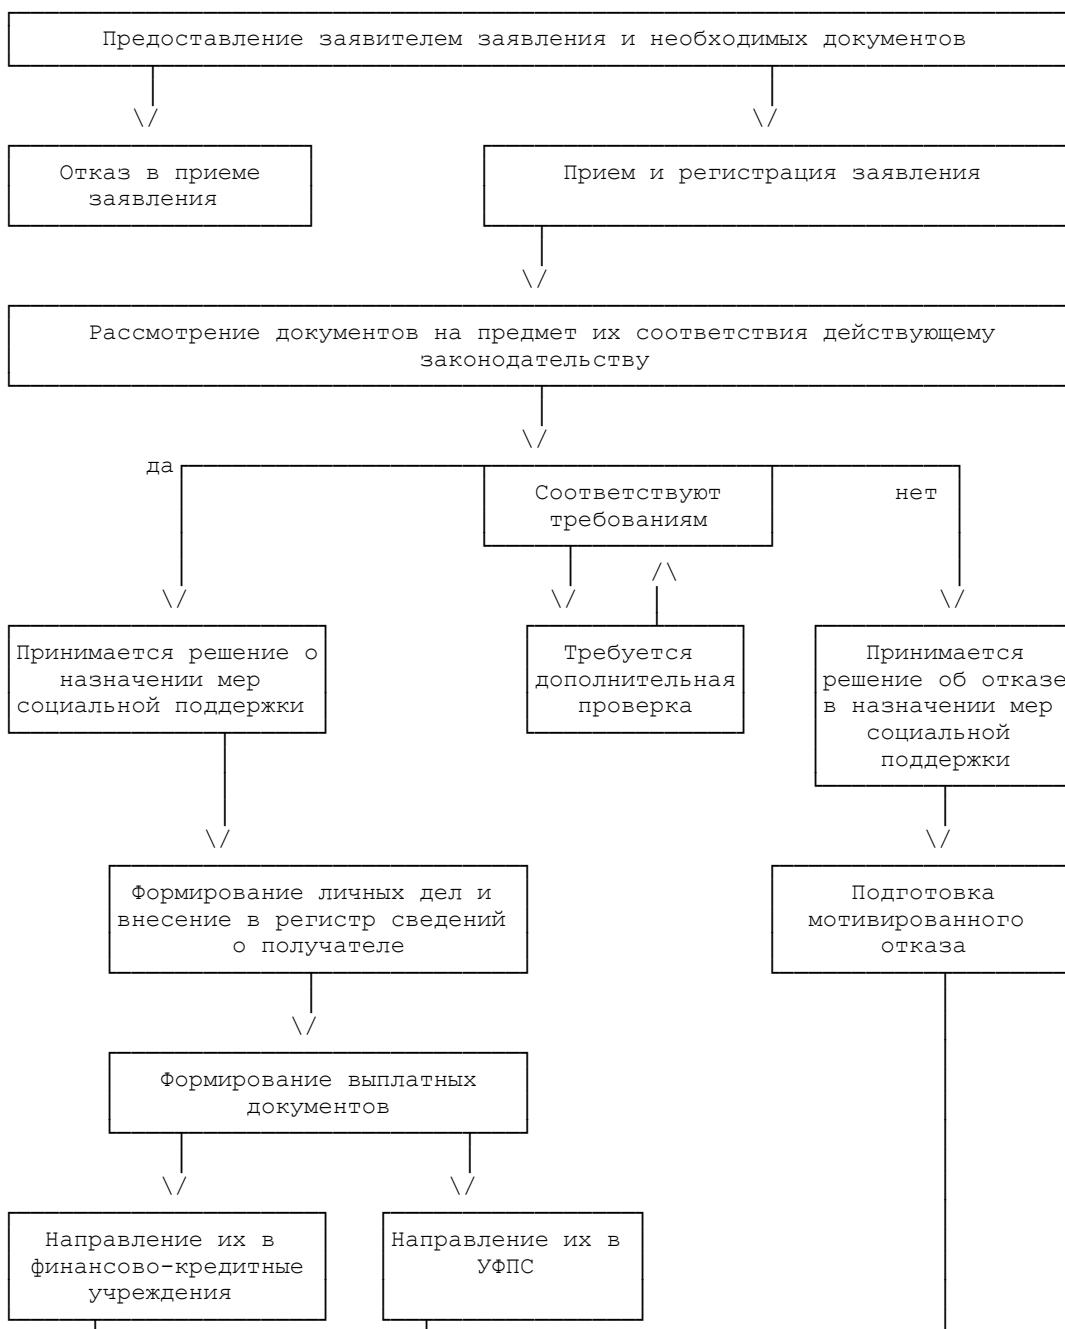 Предоставление заявителем заявления и необходимых документов
Отказ в приеме
заявления
Прием и регистрация заявления
Рассмотрение документов на предмет их соответствия действующему
законодательству
да
Соответствуют
требованиям
нет
Принимается решение о
назначении мер
социальной поддержки
Требуется
дополнительная
проверка
Принимается
решение об отказе
в назначении мер
социальной
поддержки
Формирование личных дел и
внесение в регистр сведений
о получателе
Подготовка
мотивированного
отказа
Формирование выплатных
документов
Направление их в
финансово-кредитные
учреждения
Направление их в
УФПС